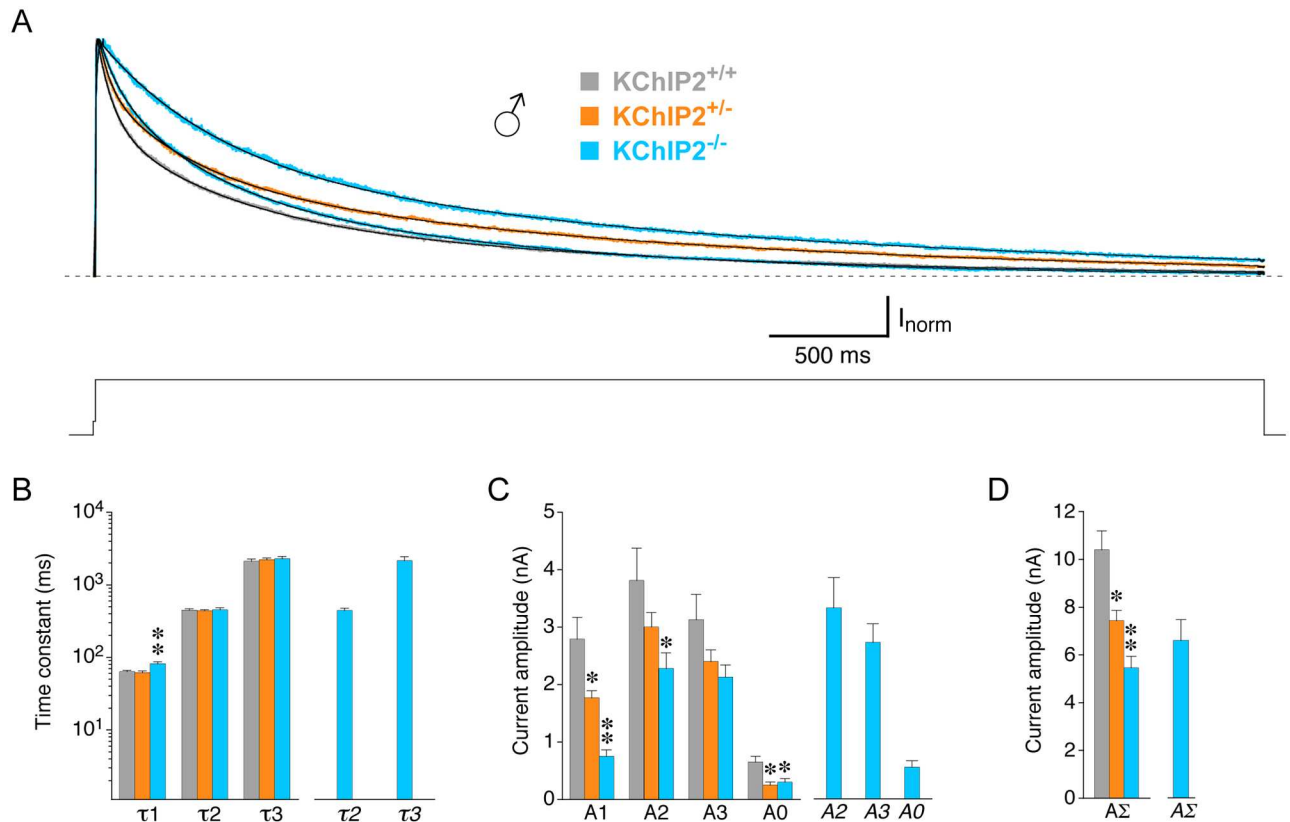 A
♂
KChIP2+/+
KChIP2+/-
KChIP2-/-
Inorm
500 ms
B
Time constant (ms)
10⁴
10³
10²
10¹
**
τ1
τ2
τ3
τ2
τ3
C
Current amplitude (nA)
5
4
3
2
1
0
*
**
*
*
*
A1
A2
A3
A0
A2
A3
A0
D
Current amplitude (nA)
12
10
8
6
4
2
0
*
**
AΣ
AΣ